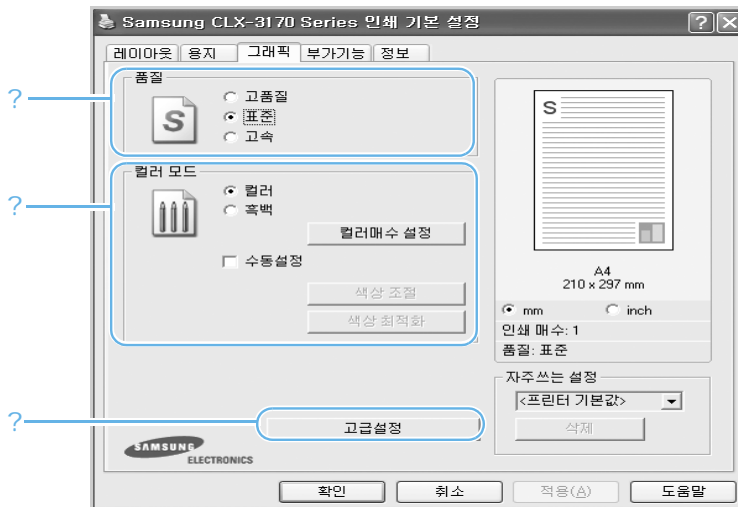 Samsung CLX-3170 Series 인쇄 기본 설정
레이아웃 용지 그래픽 부가기능 정보
?
품질
S
고품질
표준
고속
?
컬러 모드
컬러
흑백
컬러매수 설정
수동설정
색상 조절
색상 최적화
?
고급설정
SAMSUNG
ELECTRONICS
S
A4
210 x 297 mm
mm inch
인쇄 매수: 1
품질: 표준
자주쓰는 설정
<프린터 기본값>
삭제
확인 취소 적용(A) 도움말